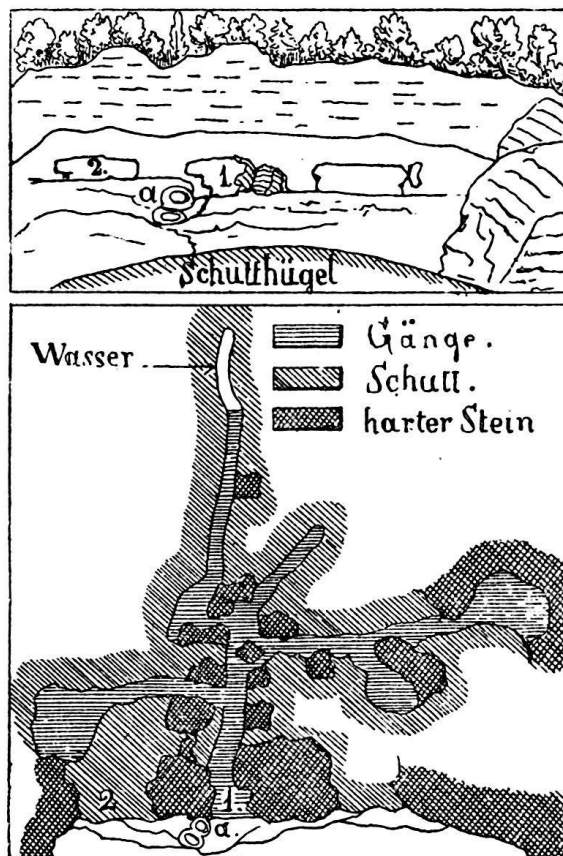 2.
1.
a
Schutthügel
Wasser
Gänge.
Schutt.
harter Stein
2
1.
a.